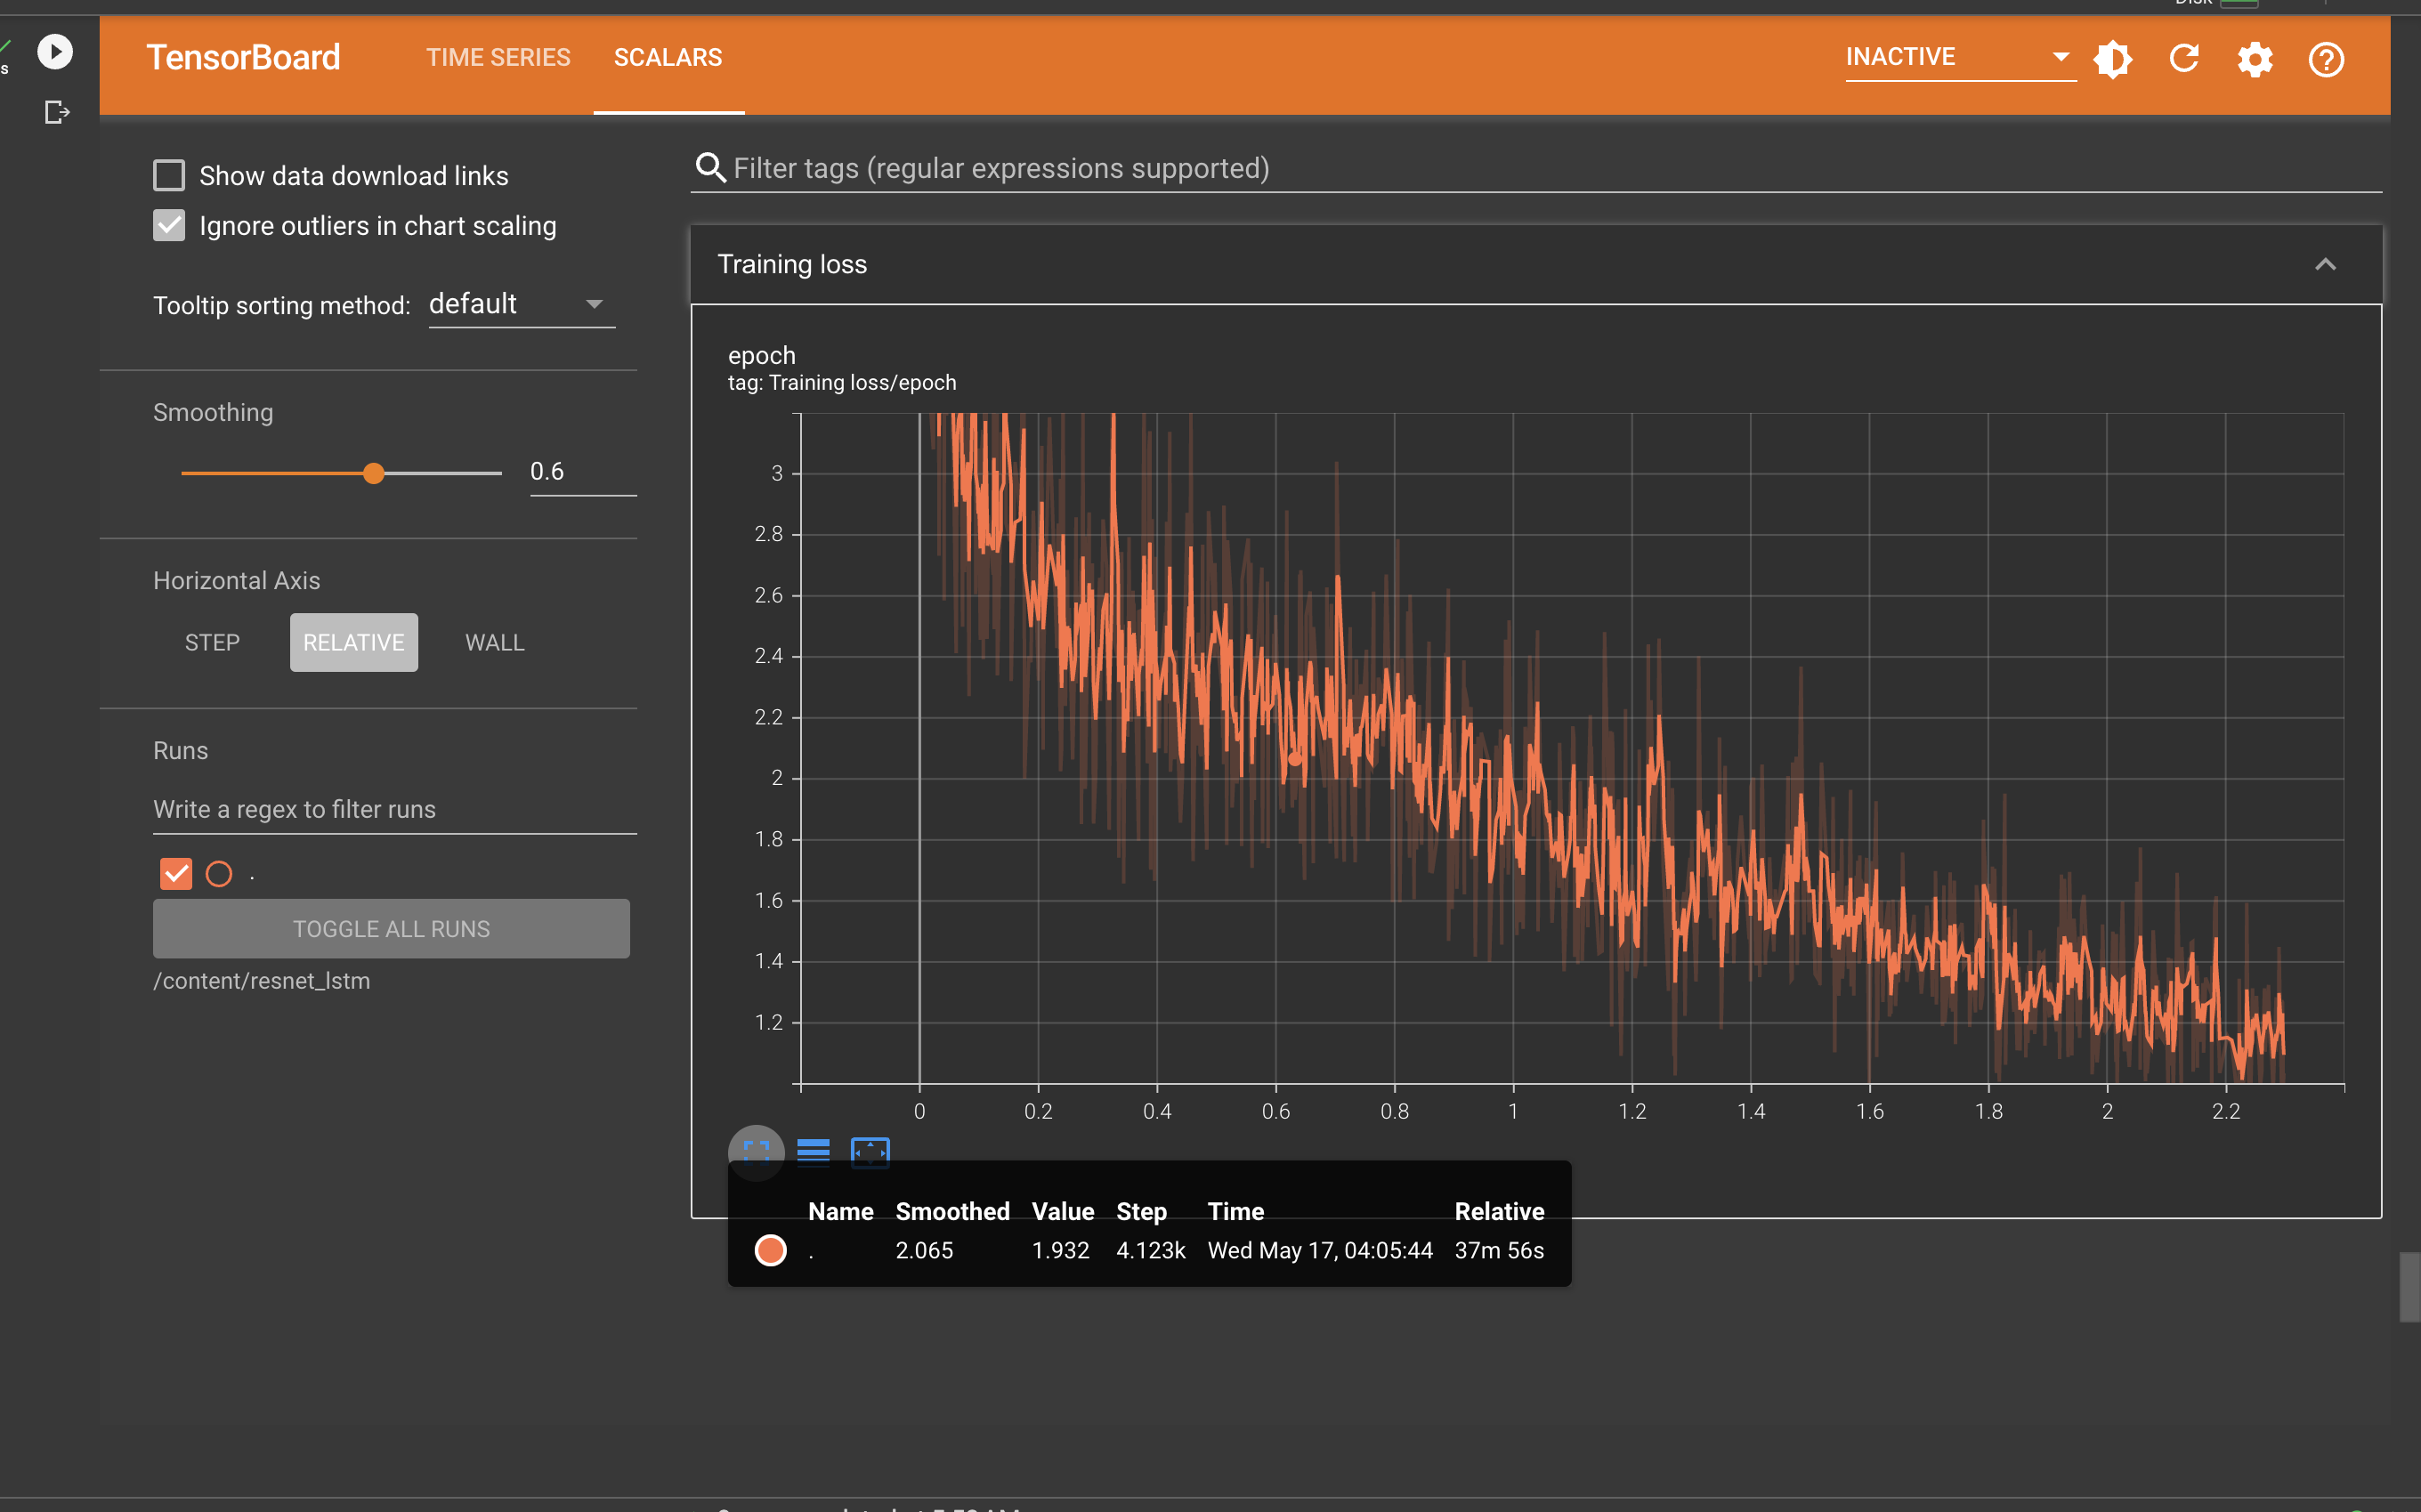 TensorBoard TIME SERIES SCALARS INACTIVE
s
Show data download links
Ignore outliers in chart scaling
Tooltip sorting method: default
Smoothing
0.6
Horizontal Axis
STEP RELATIVE WALL
Runs
Write a regex to filter runs
.
TOGGLE ALL RUNS
/content/resnet_lstm
Filter tags (regular expressions supported)
Training loss
epoch
tag: Training loss/epoch
3
2.8
2.6
2.4
2.2
2
1.8
1.6
1.4
1.2
0 0.2 0.4 0.6 0.8 1 1.2 1.4 1.6 1.8 2 2.2
Name Smoothed Value Step Time Relative
. 2.065 1.932 4.123k Wed May 17, 04:05:44 37m 56s